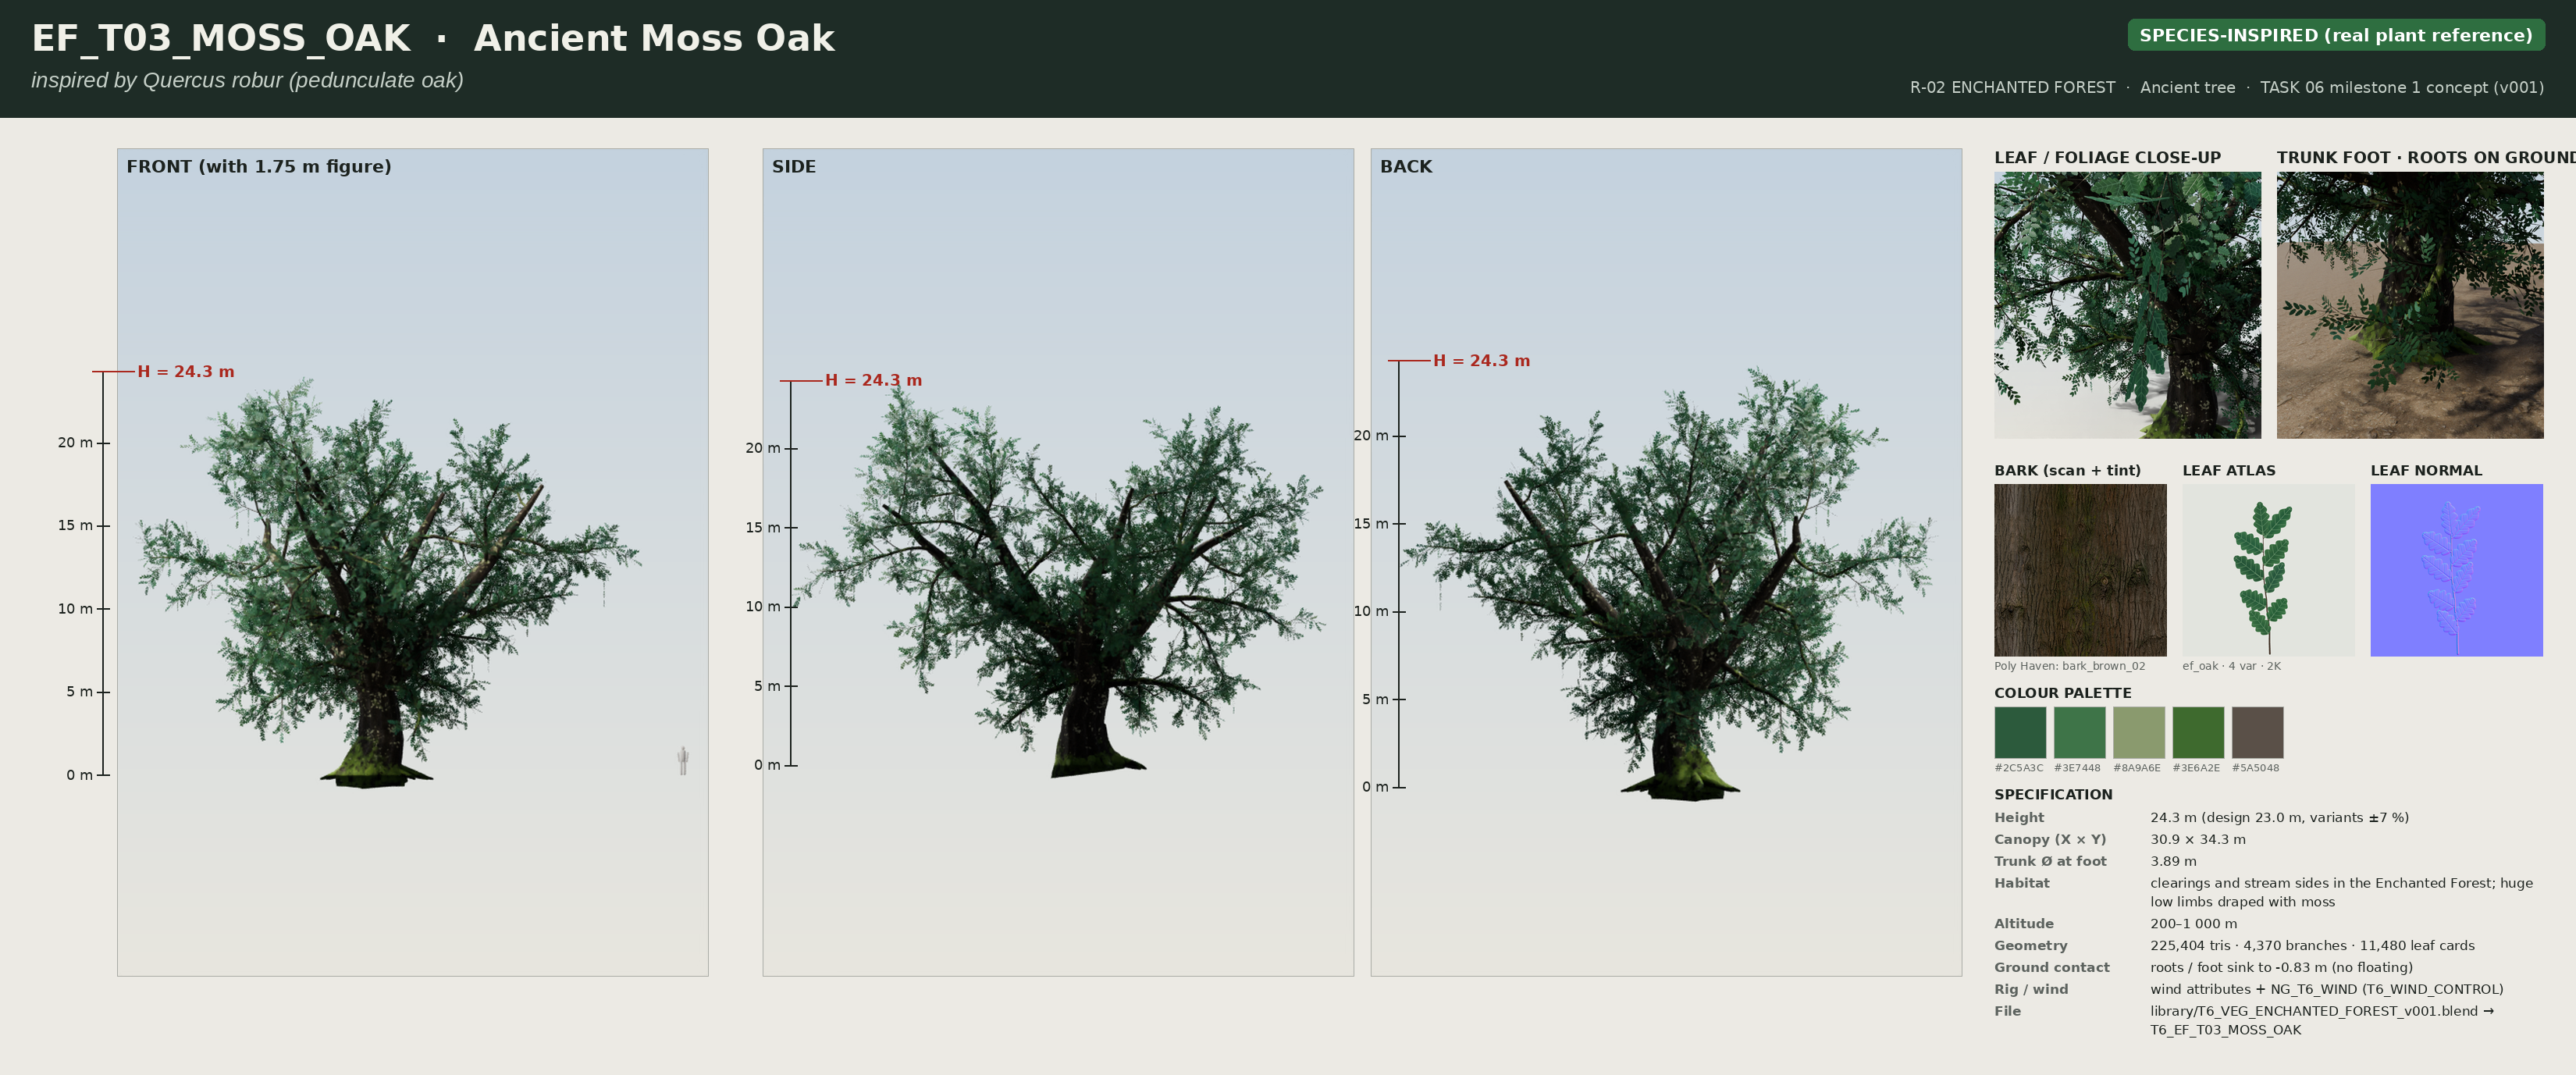 EF_T03_MOSS_OAK · Ancient Moss Oak
inspired by Quercus robur (pedunculate oak)
SPECIES-INSPIRED (real plant reference)
R-02 ENCHANTED FOREST · Ancient tree · TASK 06 milestone 1 concept (v001)
FRONT (with 1.75 m figure)
H = 24.3 m
20 m
15 m
10 m
5 m
0 m
SIDE
H = 24.3 m
20 m
15 m
10 m
5 m
0 m
BACK
H = 24.3 m
20 m
15 m
10 m
5 m
0 m
LEAF / FOLIAGE CLOSE-UP
TRUNK FOOT · ROOTS ON GROUND
BARK (scan + tint)
LEAF ATLAS
LEAF NORMAL
Poly Haven: bark_brown_02
ef_oak · 4 var · 2K
COLOUR PALETTE
#2C5A3C #3E7448 #8A9A6E #3E6A2E #5A5048
SPECIFICATION
Height 24.3 m (design 23.0 m, variants ±7 %)
Canopy (X × Y) 30.9 × 34.3 m
Trunk Ø at foot 3.89 m
Habitat clearings and stream sides in the Enchanted Forest; huge
low limbs draped with moss
Altitude 200–1 000 m
Geometry 225,404 tris · 4,370 branches · 11,480 leaf cards
Ground contact roots / foot sink to -0.83 m (no floating)
Rig / wind wind attributes + NG_T6_WIND (T6_WIND_CONTROL)
File library/T6_VEG_ENCHANTED_FOREST_v001.blend →
T6_EF_T03_MOSS_OAK